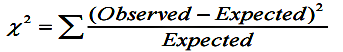 χ² = ∑ (Observed − Expected)² / Expected